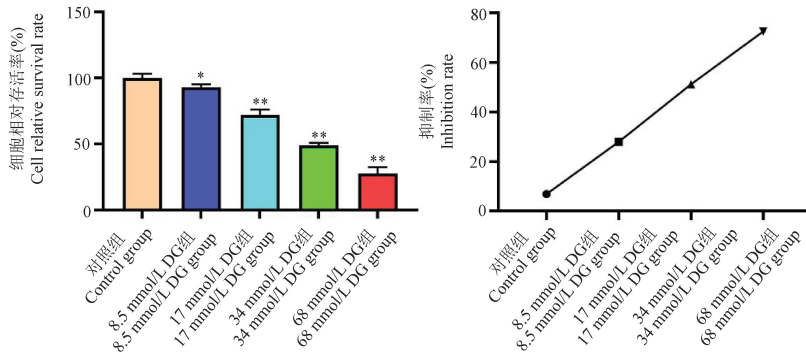 细胞相对存活率(%)
Cell relative survival rate (%)
150
100
50
0
*
**
**
**
对照组
Control group
8.5 mmol/L DG组
8.5 mmol/L DG group
17 mmol/L DG组
17 mmol/L DG group
34 mmol/L DG组
34 mmol/L DG group
68 mmol/L DG组
68 mmol/L DG group
抑制率(%)
Inhibition rate (%)
80
60
40
20
0
对照组
Control group
8.5 mmol/L DG组
8.5 mmol/L DG group
17 mmol/L DG组
17 mmol/L DG group
34 mmol/L DG组
34 mmol/L DG group
68 mmol/L DG组
68 mmol/L DG group